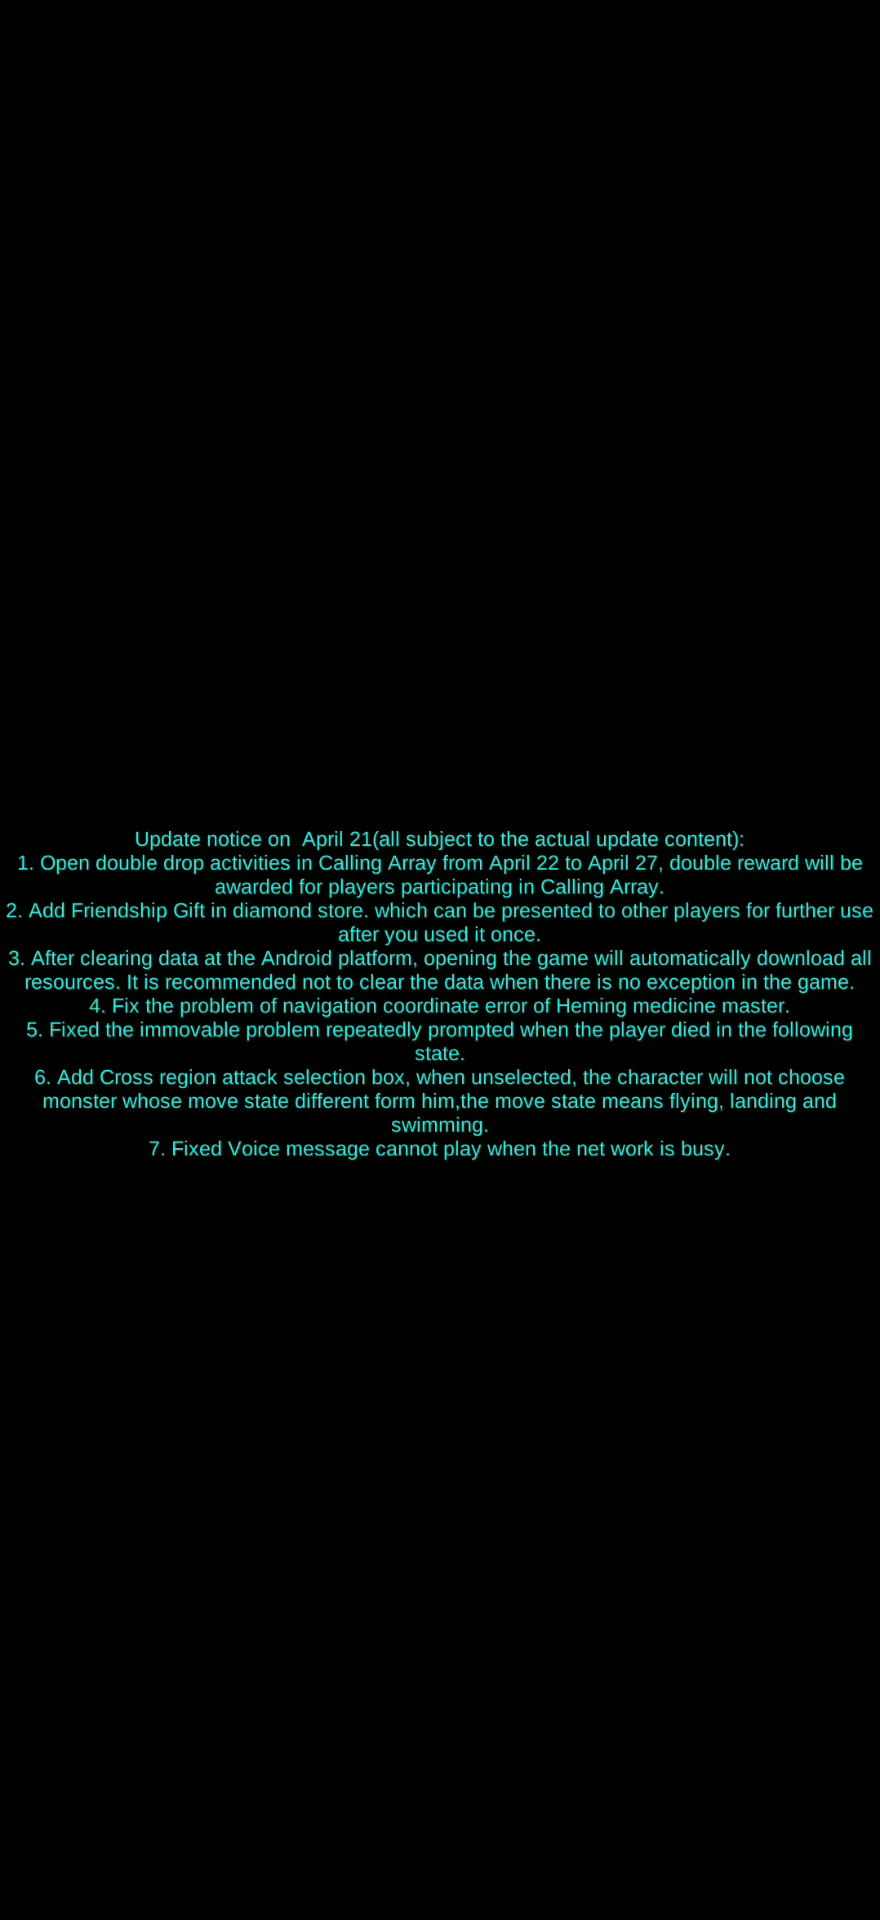 Update notice on  April 21(all subject to the actual update content):
1. Open double drop activities in Calling Array from April 22 to April 27, double reward will be
awarded for players participating in Calling Array.
2. Add Friendship Gift in diamond store. which can be presented to other players for further use
after you used it once.
3. After clearing data at the Android platform, opening the game will automatically download all
resources. It is recommended not to clear the data when there is no exception in the game.
4. Fix the problem of navigation coordinate error of Heming medicine master.
5. Fixed the immovable problem repeatedly prompted when the player died in the following
state.
6. Add Cross region attack selection box, when unselected, the character will not choose
monster whose move state different form him,the move state means flying, landing and
swimming.
7. Fixed Voice message cannot play when the net work is busy.